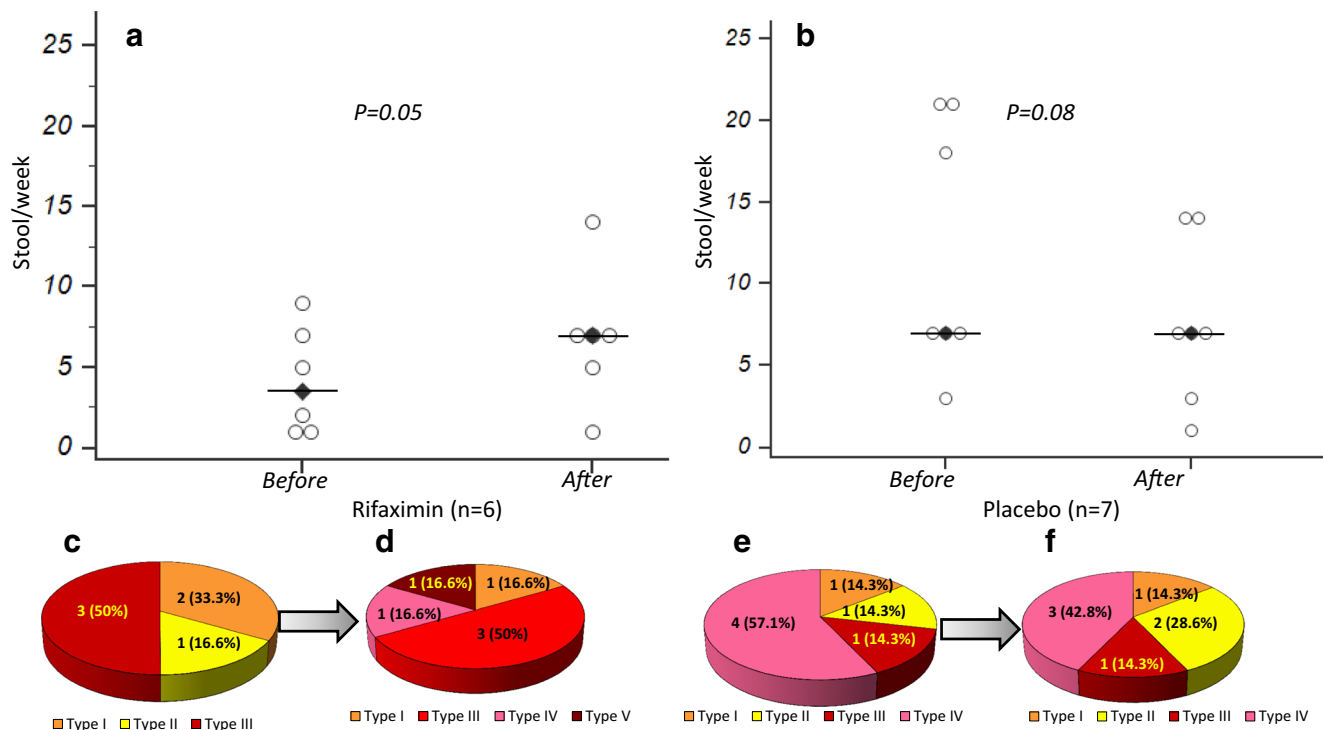 a
25
20
15
10
5
0
Stool/week
P=0.05
Before
After
Rifaximin (n=6)
b
25
20
15
10
5
0
Stool/week
P=0.08
Before
After
Placebo (n=7)
c
3 (50%)
2 (33.3%)
1 (16.6%)
Type I Type II Type III
d
1 (16.6%)
1 (16.6%)
1 (16.6%)
3 (50%)
Type I Type III Type IV Type V
e
1 (14.3%)
1 (14.3%)
4 (57.1%)
1 (14.3%)
Type I Type II Type III Type IV
f
1 (14.3%)
3 (42.8%)
2 (28.6%)
1 (14.3%)
Type I Type II Type III Type IV